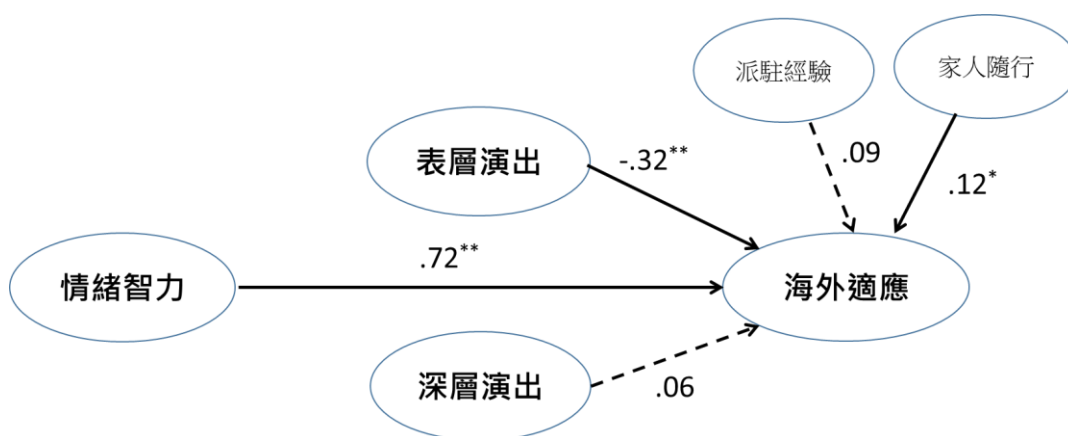 派駐經驗
家人隨行
表層演出
-.32**
.09
.12*
情緒智力
.72**
海外適應
深層演出
.06